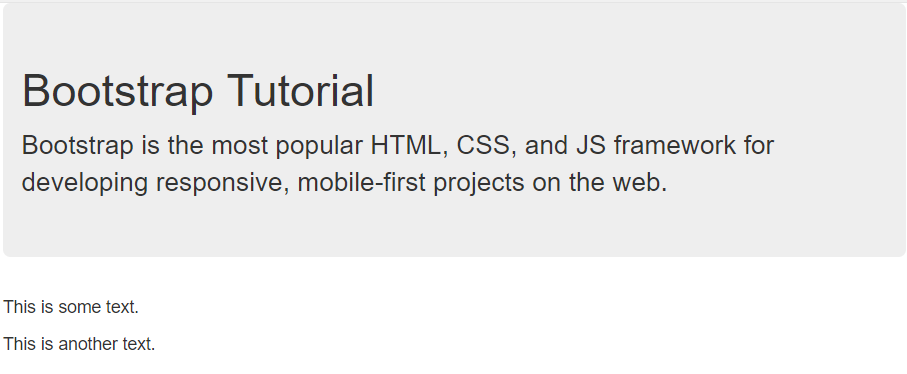 Bootstrap Tutorial
Bootstrap is the most popular HTML, CSS, and JS framework for
developing responsive, mobile-first projects on the web.
This is some text.
This is another text.